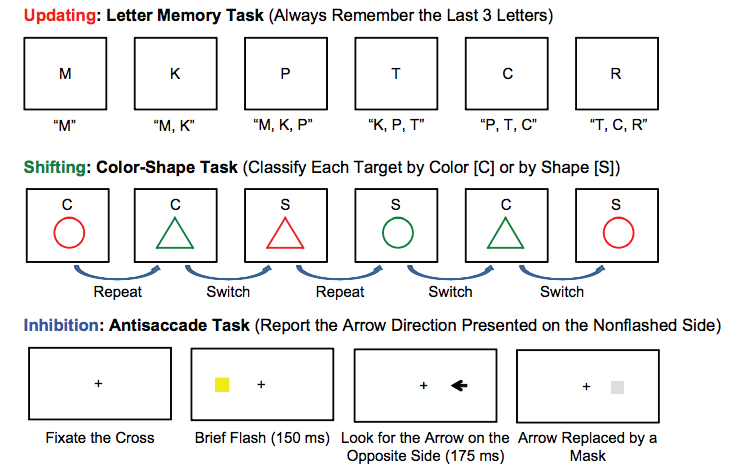 Updating: Letter Memory Task (Always Remember the Last 3 Letters)
M K P T C R
“M” “M, K” “M, K, P” “K, P, T” “P, T, C” “T, C, R”
Shifting: Color-Shape Task (Classify Each Target by Color [C] or by Shape [S])
C C S S C S
Repeat Switch Repeat Switch Switch
Inhibition: Antisaccade Task (Report the Arrow Direction Presented on the Nonflashed Side)
+ + + +
Fixate the Cross Brief Flash (150 ms) Look for the Arrow on the Arrow Replaced by a
Opposite Side (175 ms) Mask